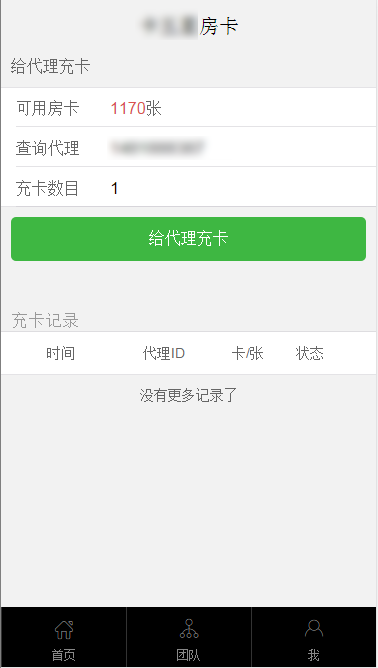 房卡
给代理充卡
可用房卡 1170张
查询代理
充卡数目 1
给代理充卡
充卡记录
时间 代理ID 卡/张 状态
没有更多记录了
首页 团队 我